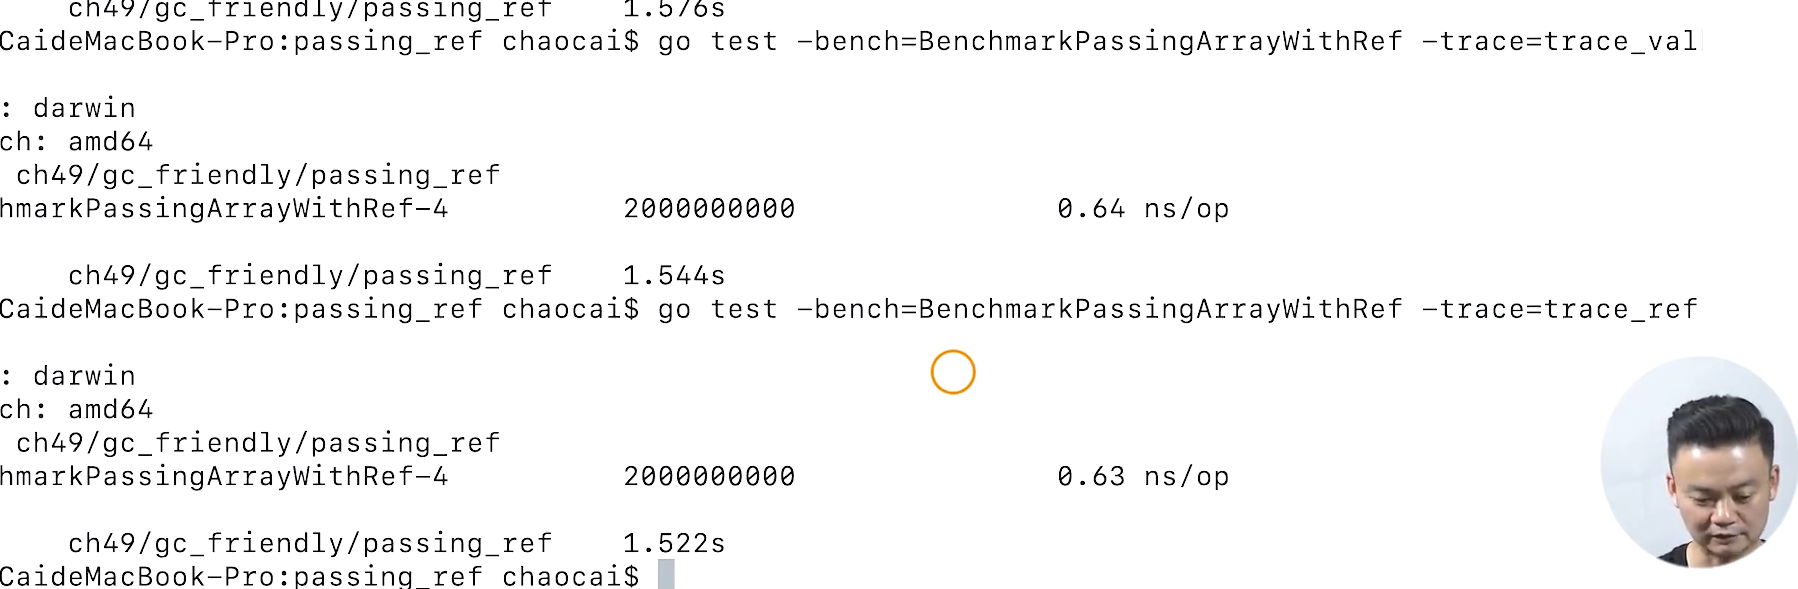 ch49/gc_friendly/passing_ref 1.576s
CaideMacBook-Pro:passing_ref chaocai$ go test -bench=BenchmarkPassingArrayWithRef -trace=trace_val
: darwin
ch: amd64
ch49/gc_friendly/passing_ref
hmarkPassingArrayWithRef-4 2000000000 0.64 ns/op
ch49/gc_friendly/passing_ref 1.544s
CaideMacBook-Pro:passing_ref chaocai$ go test -bench=BenchmarkPassingArrayWithRef -trace=trace_ref
: darwin
ch: amd64
ch49/gc_friendly/passing_ref
hmarkPassingArrayWithRef-4 2000000000 0.63 ns/op
ch49/gc_friendly/passing_ref 1.522s
CaideMacBook-Pro:passing_ref chaocai$